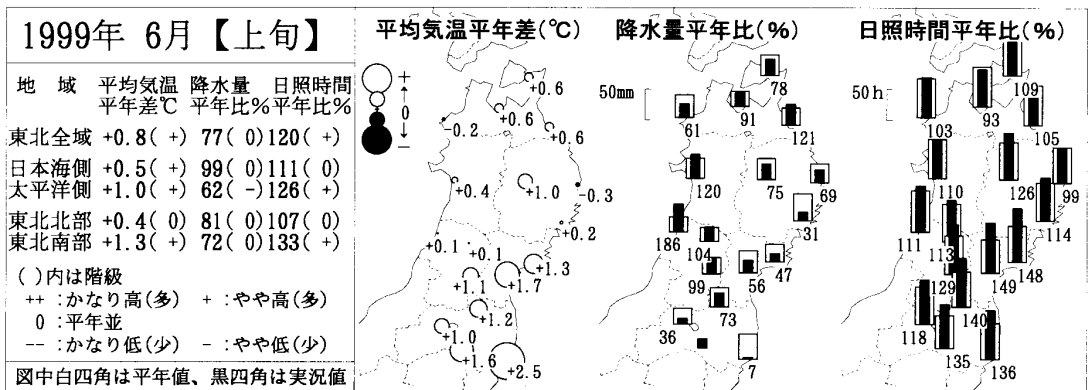 1999年 6月【上旬】
地 域 平均気温 降水量 日照時間
平年差℃ 平年比% 平年比%
東北全域 +0.8( +) 77( 0)120( +)
日本海側 +0.5( +) 99( 0)111( 0)
太平洋側 +1.0( +) 62( -)126( +)
東北北部 +0.4( 0) 81( 0)107( 0)
東北南部 +1.3( +) 72( 0)133( +)
( )内は階級
++ :かなり高(多) + :やや高(多)
0 :平年並
-- :かなり低(少) - :やや低(少)
図中白四角は平年値、黒四角は実況値
平均気温平年差(℃)
+
0
-
+0.6
+0.6
-0.2
+0.6
+0.4
+1.0
-0.3
+0.2
+0.1
+0.1
+1.3
+1.1
+1.7
+1.2
+1.0
+1.6
+2.5
降水量平年比(%)
50mm
78
61
91
121
120
75
69
31
186
104
47
99
56
73
36
7
日照時間平年比(%)
50h
109
103
93
105
110
126
99
114
111
113
148
129
149
140
118
135
136